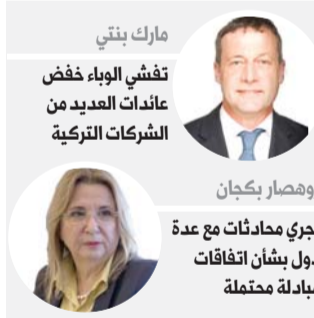 مارك بنتي
تفشي الوباء خفض
عائدات العديد من
الشركات التركية
وهصار بكجان
جري محادثات مع عدة
ول بشأن اتفاقات
بادلة محتملة